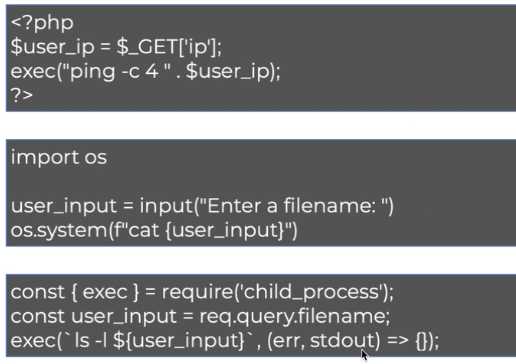 <?php
$user_ip = $_GET['ip'];
exec("ping -c 4 " . $user_ip);
?>
import os
user_input = input("Enter a filename: ")
os.system(f"cat {user_input}")
const { exec } = require('child_process');
const user_input = req.query.filename;
exec(`ls -l ${user_input}`, (err, stdout) => {});